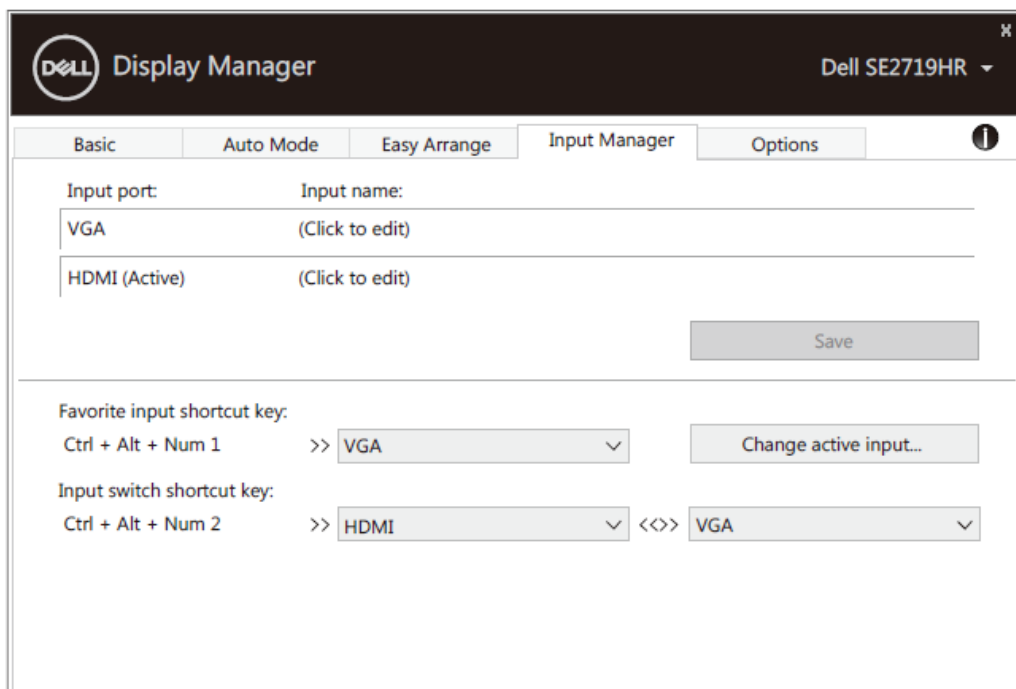 DELL Display Manager Dell SE2719HR
Basic Auto Mode Easy Arrange Input Manager Options
Input port: Input name:
VGA (Click to edit)
HDMI (Active) (Click to edit)
Save
Favorite input shortcut key:
Ctrl + Alt + Num 1 >> VGA Change active input...
Input switch shortcut key:
Ctrl + Alt + Num 2 >> HDMI <<>> VGA